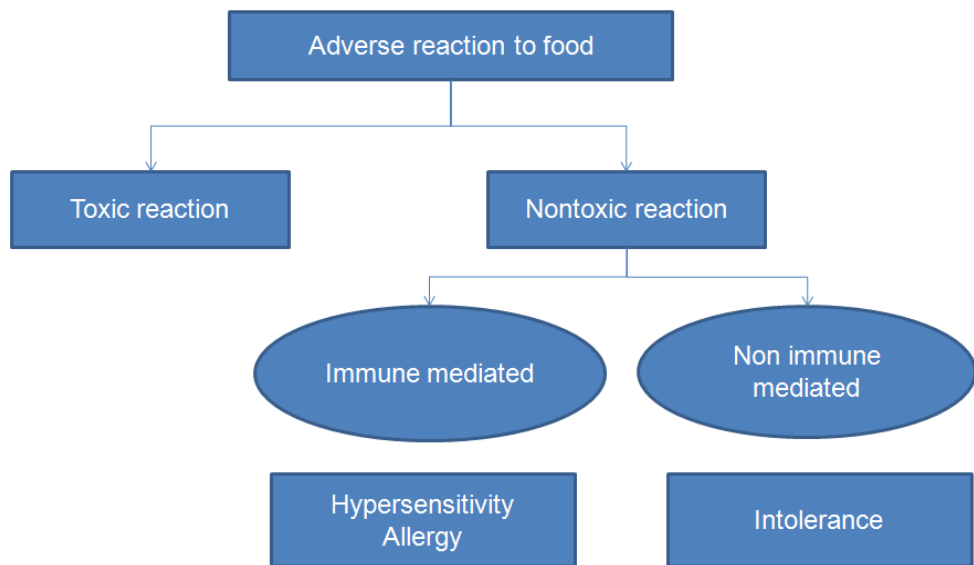 Adverse reaction to food
Toxic reaction
Nontoxic reaction
Immune mediated
Non immune
mediated
Hypersensitivity
Allergy
Intolerance